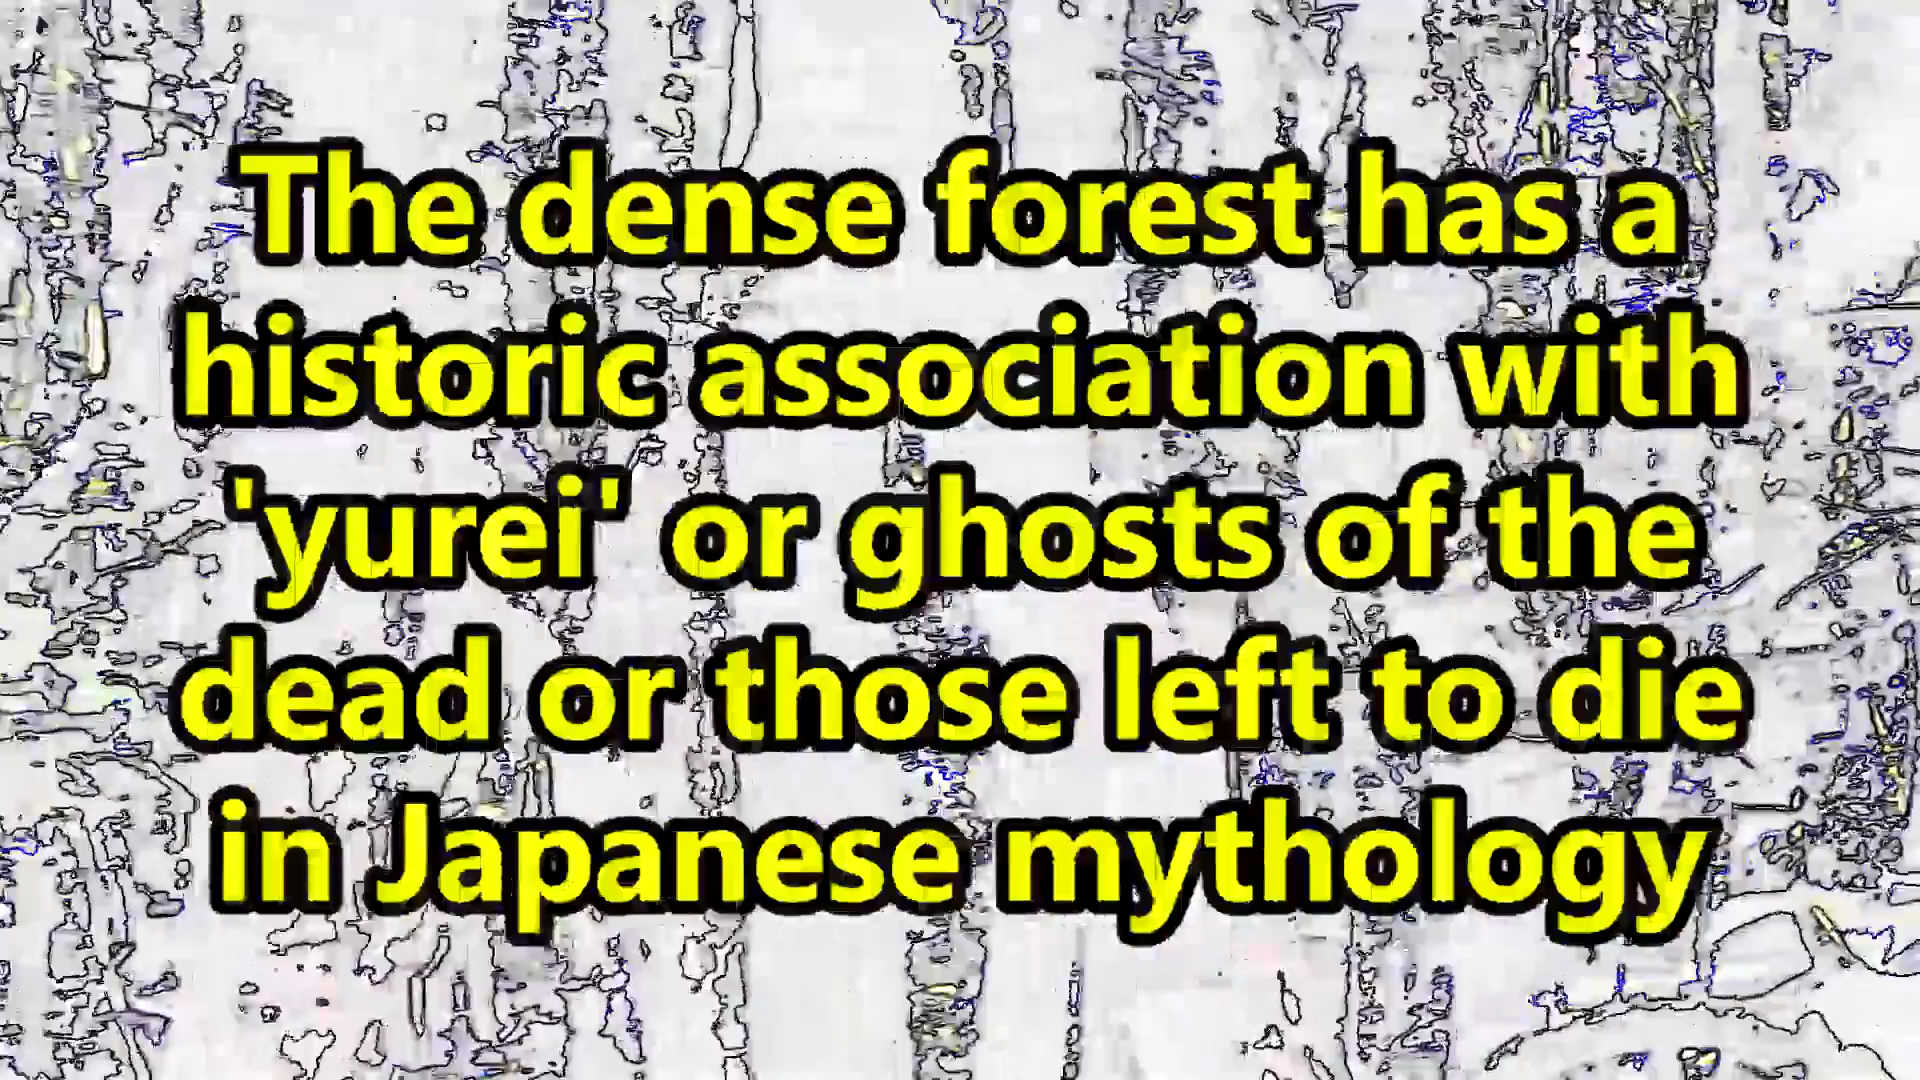 The dense forest has a
historic association with
'yurei' or ghosts of the
dead or those left to die
in Japanese mythology